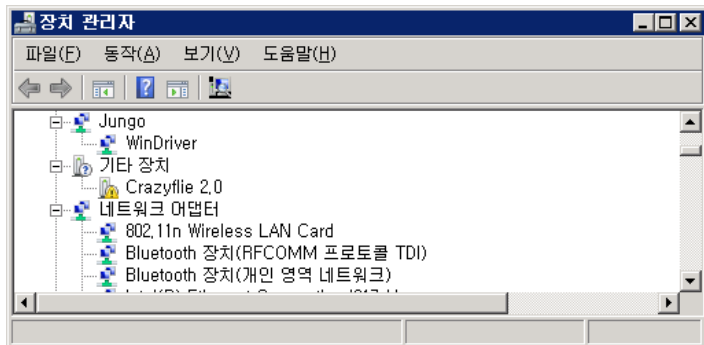 장치 관리자
파일(F) 동작(A) 보기(V) 도움말(H)
Jungo
WinDriver
기타 장치
Crazyflie 2.0
네트워크 어댑터
802.11n Wireless LAN Card
Bluetooth 장치(RFCOMM 프로토콜 TDI)
Bluetooth 장치(개인 영역 네트워크)